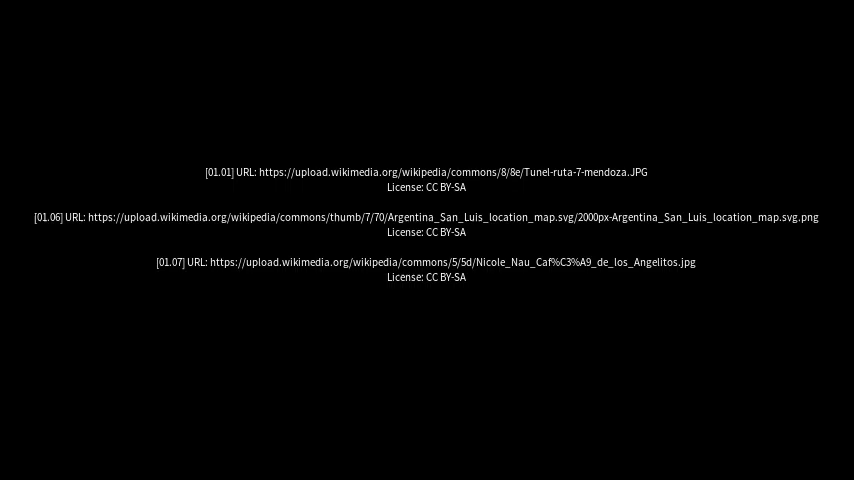 [01.01] URL: https://upload.wikimedia.org/wikipedia/commons/8/8e/Tunel-ruta-7-mendoza.JPG
License: CC BY-SA
[01.06] URL: https://upload.wikimedia.org/wikipedia/commons/thumb/7/70/Argentina_San_Luis_location_map.svg/2000px-Argentina_San_Luis_location_map.svg.png
License: CC BY-SA
[01.07] URL: https://upload.wikimedia.org/wikipedia/commons/5/5d/Nicole_Nau_Caf%C3%A9_de_los_Angelitos.jpg
License: CC BY-SA